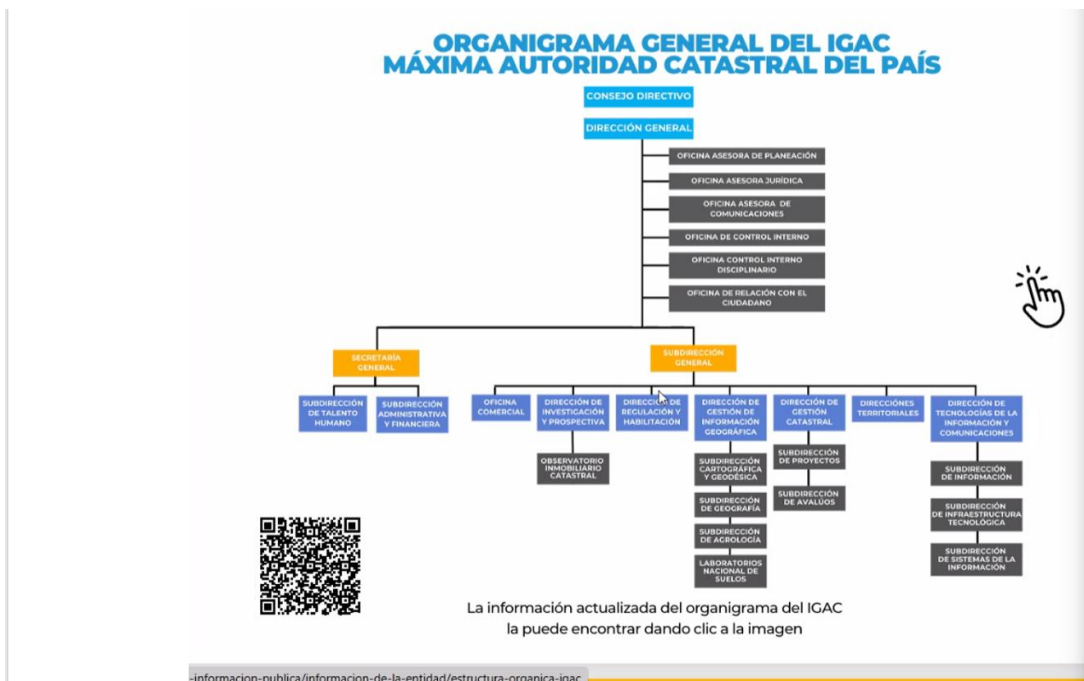 ORGANIGRAMA GENERAL DEL IGAC
MÁXIMA AUTORIDAD CATASTRAL DEL PAÍS
CONSEJO DIRECTIVO
DIRECCIÓN GENERAL
OFICINA ASESORA DE PLANEACIÓN
OFICINA ASESORA JURÍDICA
OFICINA ASESORA DE
COMUNICACIONES
OFICINA DE CONTROL INTERNO
OFICINA CONTROL INTERNO
DISCIPLINARIO
OFICINA DE RELACIÓN CON EL
CIUDADANO
SECRETARÍA
GENERAL
SUBDIRECCIÓN
GENERAL
SUBDIRECCIÓN
DE TALENTO
HUMANO
SUBDIRECCIÓN
ADMINISTRATIVA
Y FINANCIERA
OFICINA
COMERCIAL
DIRECCIÓN DE
INVESTIGACIÓN
Y PROSPECTIVA
DIRECCIÓN DE
REGULACIÓN Y
HABILITACIÓN
DIRECCIÓN DE
GESTIÓN DE
INFORMACIÓN
GEOGRÁFICA
DIRECCIÓN DE
GESTIÓN
CATASTRAL
DIRECCIÓNES
TERRITORIALES
DIRECCIÓN DE
TECNOLOGÍAS DE LA
INFORMACIÓN Y
COMUNICACIONES
OBSERVATORIO
INMOBILIARIO
CATASTRAL
SUBDIRECCIÓN
CARTOGRÁFICA
Y GEODÉSICA
SUBDIRECCIÓN
DE GEOGRAFÍA
SUBDIRECCIÓN
DE AGROLOGÍA
LABORATORIOS
NACIONAL DE
SUELOS
SUBDIRECCIÓN
DE PROYECTOS
SUBDIRECCIÓN
DE AVALÚOS
SUBDIRECCIÓN
DE INFORMACIÓN
SUBDIRECCIÓN
DE INFRAESTRUCTURA
TECNOLÓGICA
SUBDIRECCIÓN
DE SISTEMAS DE LA
INFORMACIÓN
La información actualizada del organigrama del IGAC
la puede encontrar dando clic a la imagen
-informacion-publica/informacion-de-la-entidad/estructura-organica-igac